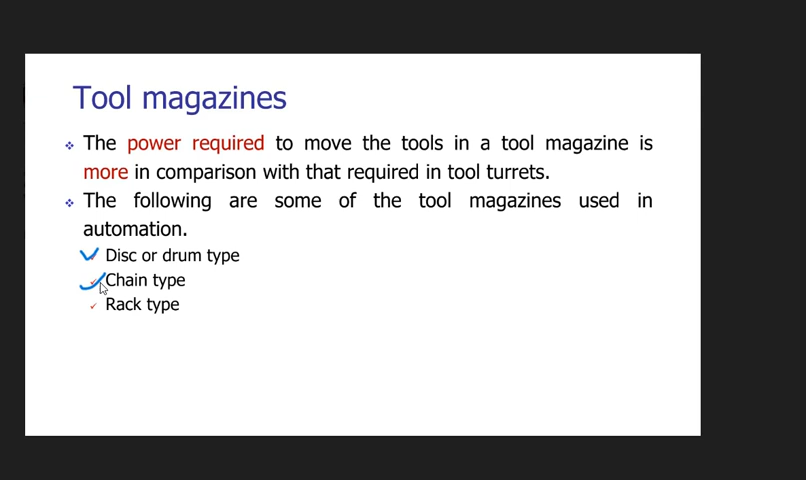 Tool magazines
The power required to move the tools in a tool magazine is
more in comparison with that required in tool turrets.
The following are some of the tool magazines used in
automation.
Disc or drum type
Chain type
Rack type